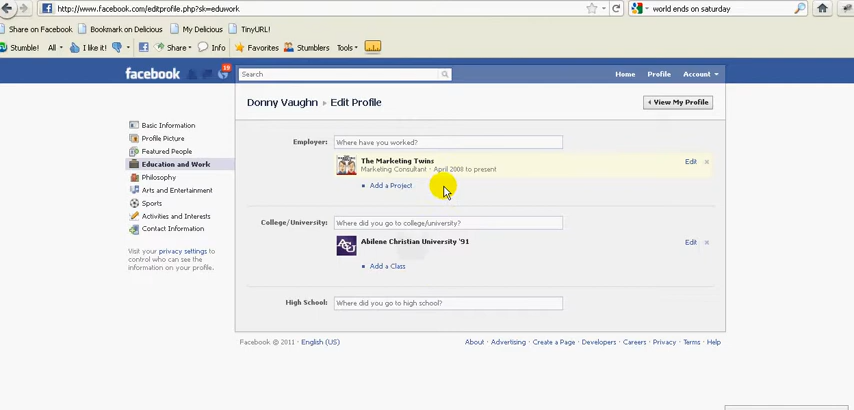 http://www.facebook.com/editprofile.php?sk=eduwork
world ends on saturday
Share on Facebook Bookmark on Delicious My Delicious TinyURL!
Stumble! All I like it! Share Info Favorites Stumblers Tools
facebook 19 Search Home Profile Account
Donny Vaughn Edit Profile View My Profile
Basic Information
Profile Picture
Featured People
Education and Work
Philosophy
Arts and Entertainment
Sports
Activities and Interests
Contact Information
Visit your privacy settings to
control who can see the
information on your profile.
Employer: Where have you worked?
The Marketing Twins Edit
Marketing Consultant · April 2008 to present
Add a Project
College/University: Where did you go to college/university?
ACU Abilene Christian University '91 Edit
Add a Class
High School: Where did you go to high school?
Facebook © 2011 · English (US) About · Advertising · Create a Page · Developers · Careers · Privacy · Terms · Help